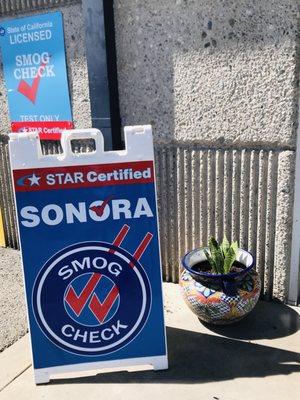 State of California
LICENSED
SMOG
CHECK
TEST ONLY
STAR Certified
STAR Certified
SONORA
SMOG
CHECK